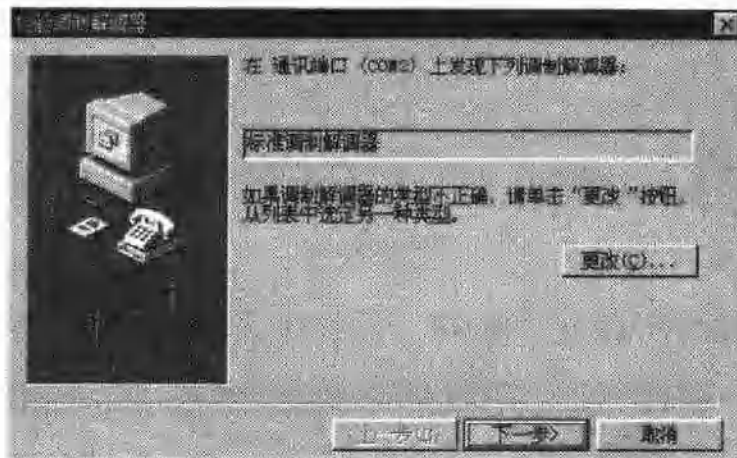 在 通讯端口 (COM2) 上发现下列调制解调器:
标准调制解调器
如果调制解调器的类型不正确, 请单击“更改”按钮,
从列表中选定另一种类型。
更改(C)...
下一步>
取消